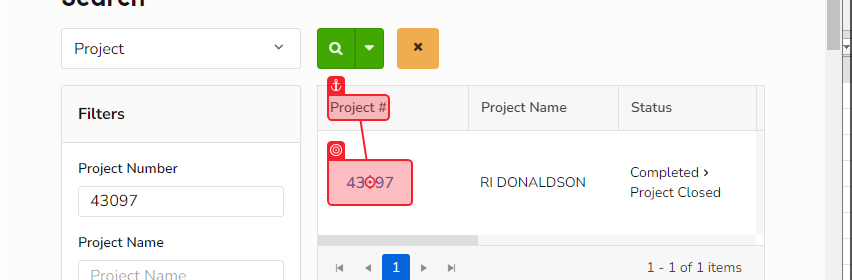 Search
Project
Filters
Project Number
43097
Project Name
Project Name
Project # Project Name Status
43097 RI DONALDSON Completed > Project Closed
1
1 - 1 of 1 items